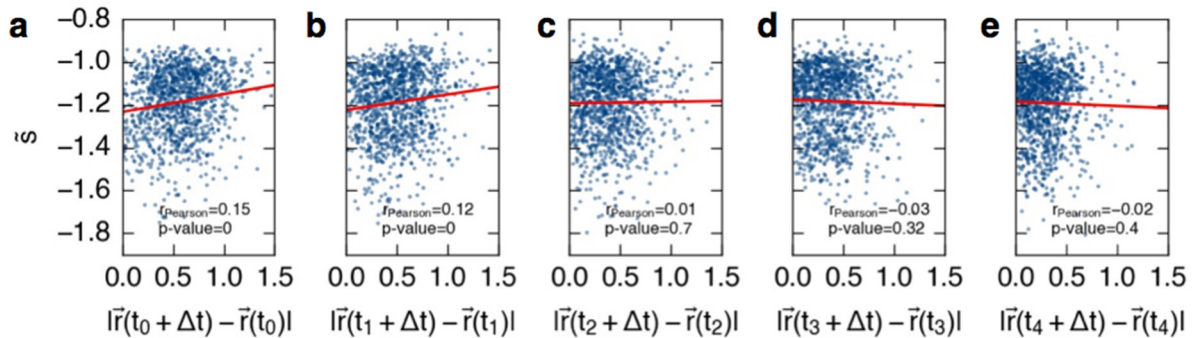 a b c d e
−0.8
−1.0
−1.2
−1.4
−1.6
−1.8
s̃
rPearson=0.15 rPearson=0.12 rPearson=0.01 rPearson=−0.03 rPearson=−0.02
p-value=0 p-value=0 p-value=0.7 p-value=0.32 p-value=0.4
0.0 0.5 1.0 1.5 0.0 0.5 1.0 1.5 0.0 0.5 1.0 1.5 0.0 0.5 1.0 1.5 0.0 0.5 1.0 1.5
|r⃗(t₀ + Δt) − r⃗(t₀)| |r⃗(t₁ + Δt) − r⃗(t₁)| |r⃗(t₂ + Δt) − r⃗(t₂)| |r⃗(t₃ + Δt) − r⃗(t₃)| |r⃗(t₄ + Δt) − r⃗(t₄)|